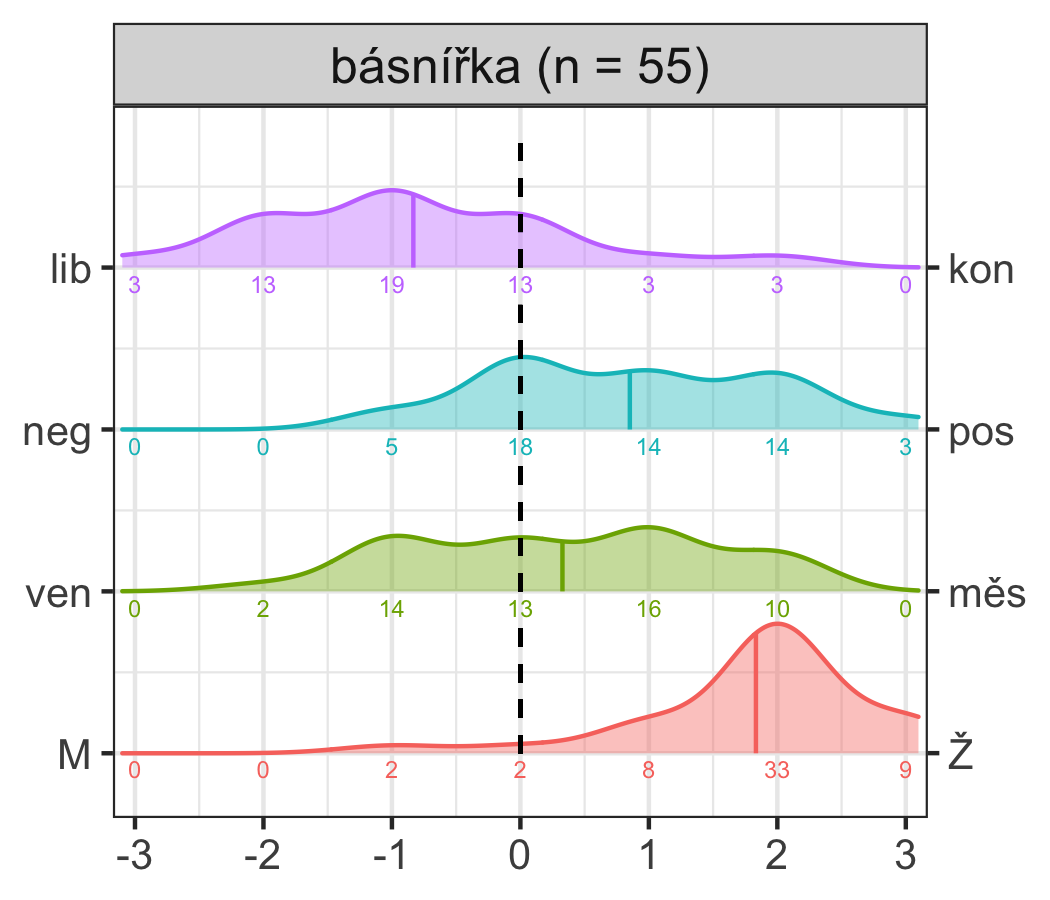 básnířka (n = 55)
lib kon
3 13 19 13 3 3 0
neg pos
0 0 5 18 14 14 3
ven měs
0 2 14 13 16 10 0
M Ž
0 0 2 2 8 33 9
-3 -2 -1 0 1 2 3